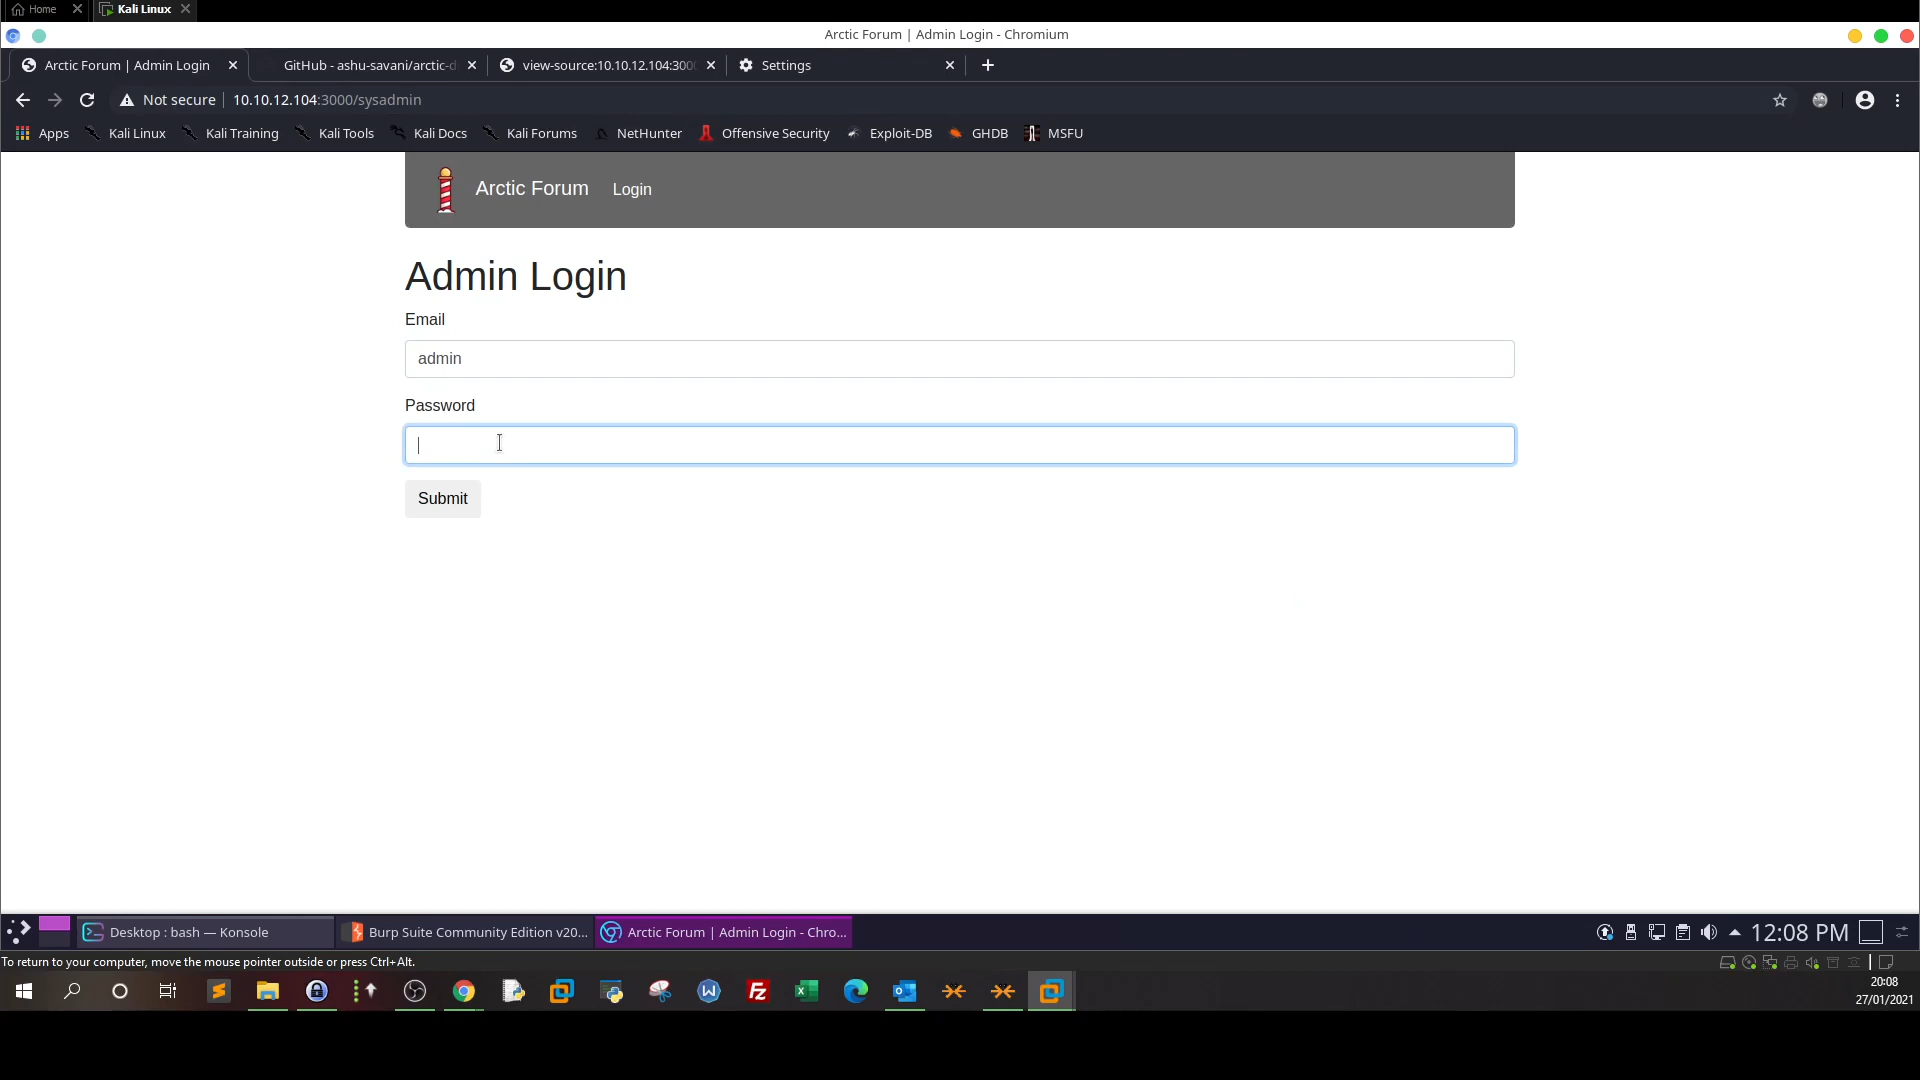 Home
Kali Linux
Arctic Forum | Admin Login - Chromium
Arctic Forum | Admin Login
GitHub - ashu-savani/arctic-d
view-source:10.10.12.104:300
Settings
Not secure
10.10.12.104:3000/sysadmin
Apps
Kali Linux
Kali Training
Kali Tools
Kali Docs
Kali Forums
NetHunter
Offensive Security
Exploit-DB
GHDB
MSFU
Arctic Forum
Login
Admin Login
Email
admin
Password
Submit
Desktop : bash — Konsole
Burp Suite Community Edition v20...
Arctic Forum | Admin Login - Chro...
12:08 PM
To return to your computer, move the mouse pointer outside or press Ctrl+Alt.
20:08
27/01/2021